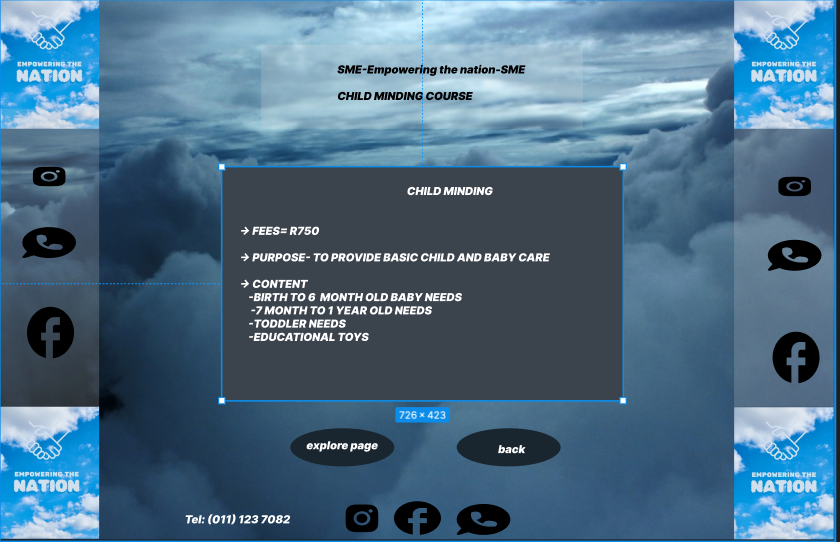 EMPOWERING THE
NATION
EMPOWERING THE
NATION
SME-Empowering the nation-SME
CHILD MINDING COURSE
CHILD MINDING
→ FEES= R750
→ PURPOSE- TO PROVIDE BASIC CHILD AND BABY CARE
→ CONTENT
-BIRTH TO 6 MONTH OLD BABY NEEDS
-7 MONTH TO 1 YEAR OLD NEEDS
-TODDLER NEEDS
-EDUCATIONAL TOYS
726 × 423
explore page
back
EMPOWERING THE
NATION
EMPOWERING THE
NATION
Tel: (011) 123 7082